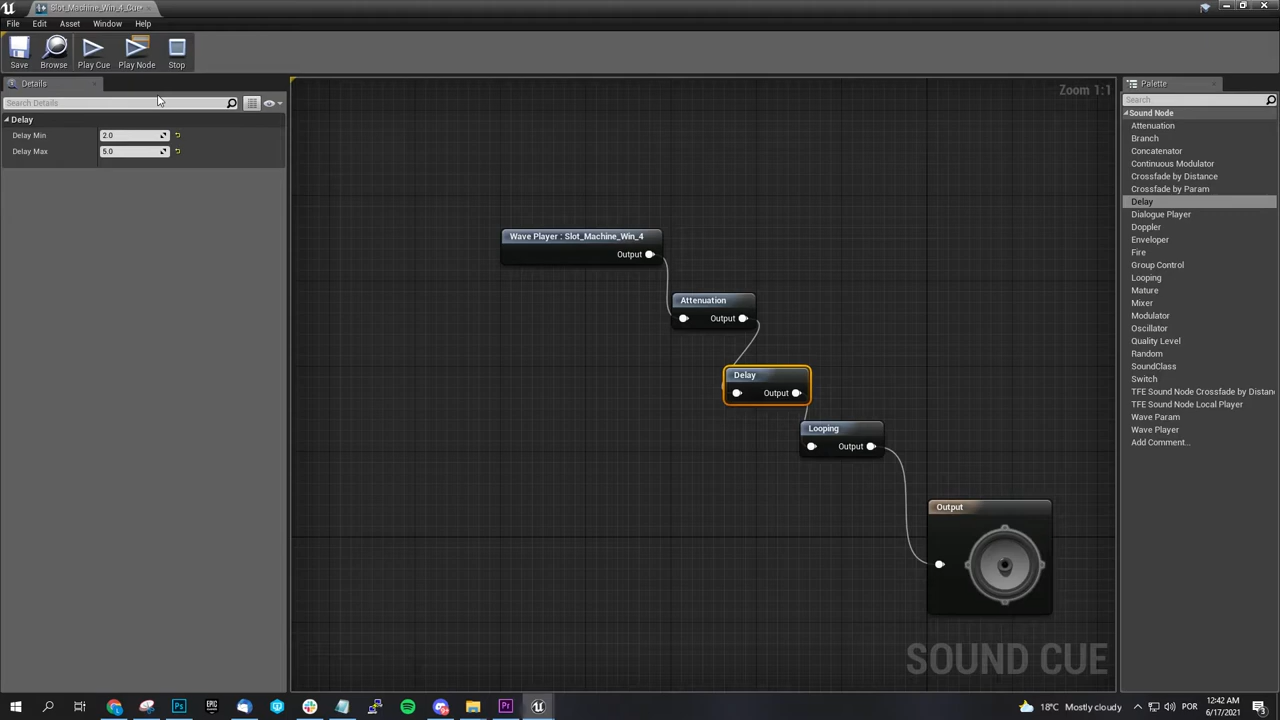 Slot_Machine_Win_4_Cue*
File Edit Asset Window Help
Save Browse Play Cue Play Node Stop
Details
Search Details
Delay
Delay Min 2.0
Delay Max 5.0
Zoom 1:1
Wave Player : Slot_Machine_Win_4
Output
Attenuation
Output
Delay
Output
Looping
Output
Output
SOUND CUE
Palette
Search
Sound Node
Attenuation
Branch
Concatenator
Continuous Modulator
Crossfade by Distance
Crossfade by Param
Delay
Dialogue Player
Doppler
Enveloper
Fire
Group Control
Looping
Mature
Mixer
Modulator
Oscillator
Quality Level
Random
SoundClass
Switch
TFE Sound Node Crossfade by Distanc
TFE Sound Node Local Player
Wave Param
Wave Player
Add Comment...
18°C Mostly cloudy
POR
12:42 AM
6/17/2021